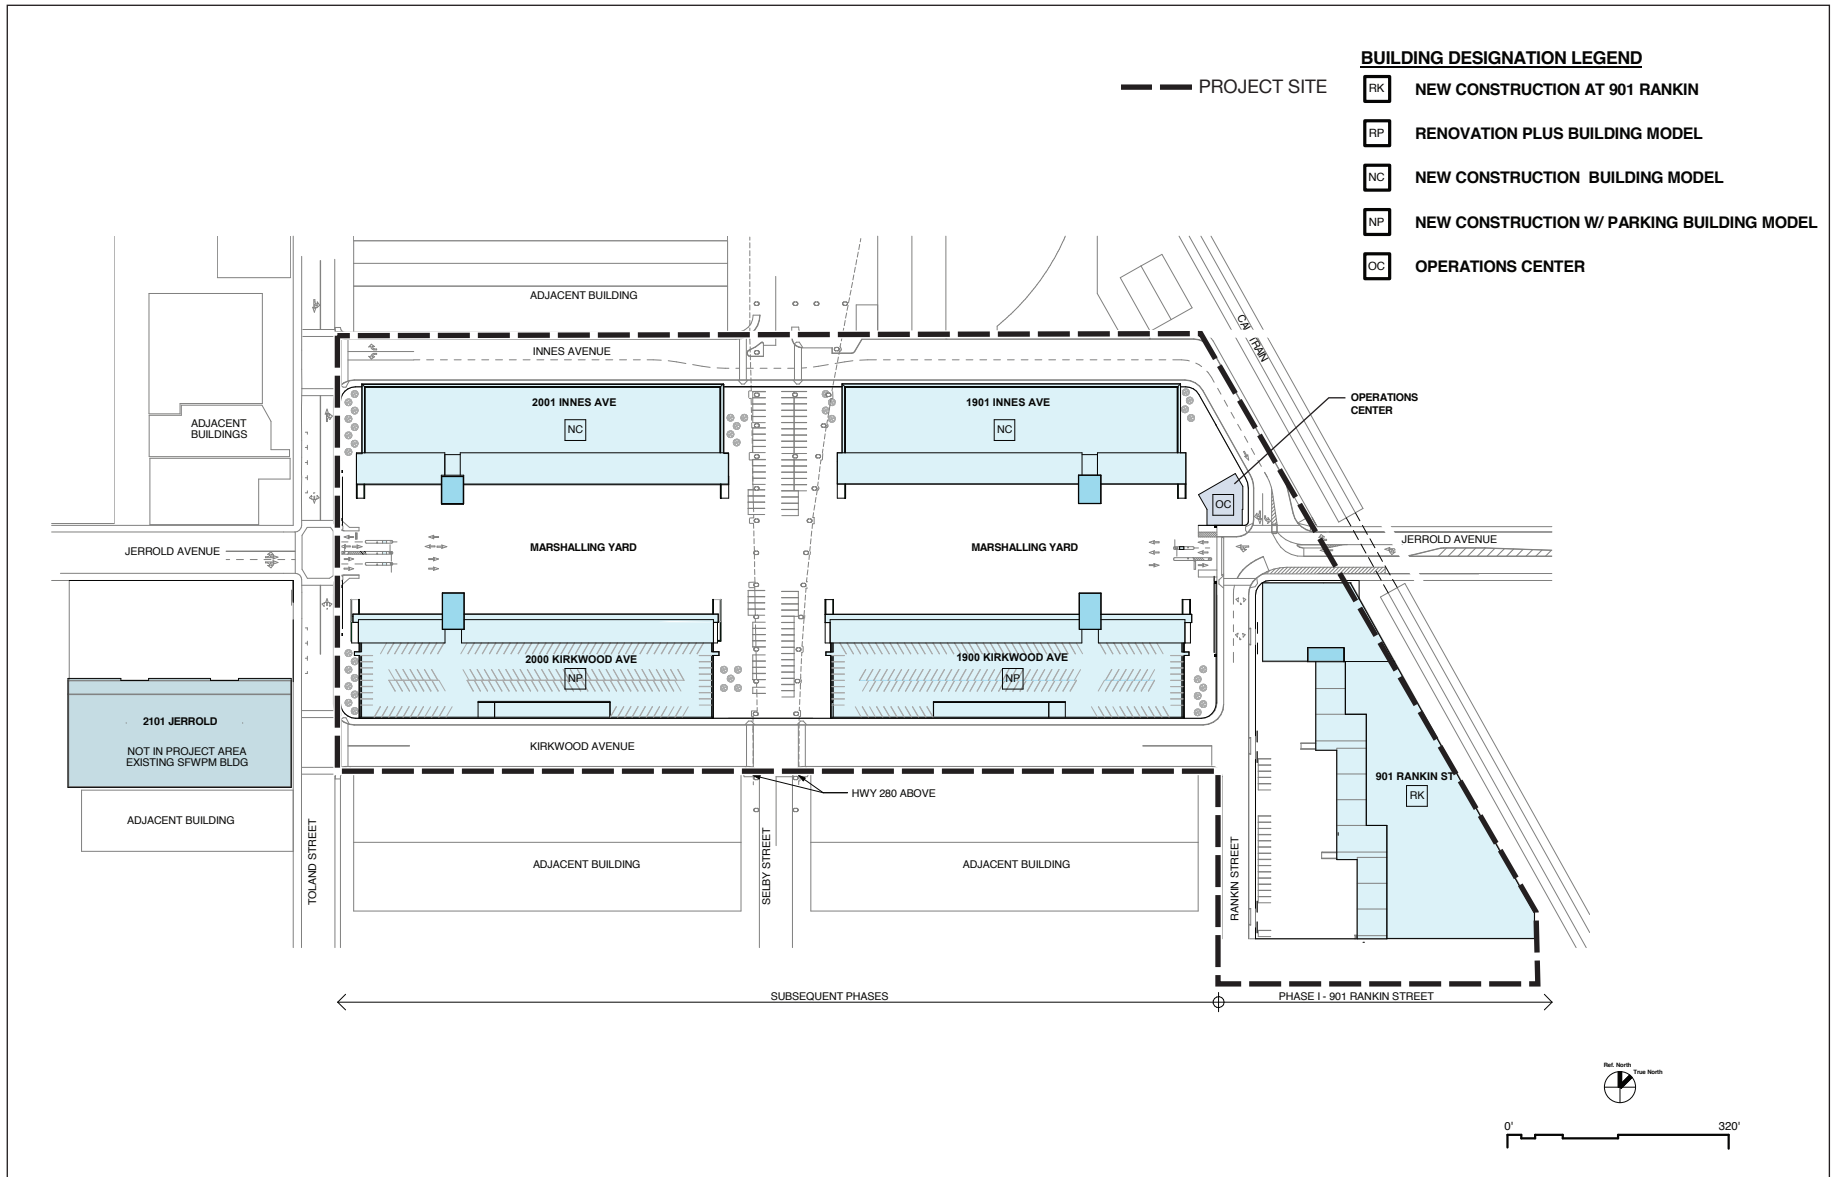 BUILDING DESIGNATION LEGEND
PROJECT SITE
RK NEW CONSTRUCTION AT 901 RANKIN
RP RENOVATION PLUS BUILDING MODEL
NC NEW CONSTRUCTION BUILDING MODEL
NP NEW CONSTRUCTION W/ PARKING BUILDING MODEL
OC OPERATIONS CENTER
ADJACENT BUILDING
INNES AVENUE
2001 INNES AVE
NC
1901 INNES AVE
NC
OPERATIONS
CENTER
ADJACENT
BUILDINGS
OC
JERROLD AVENUE
MARSHALLING YARD
MARSHALLING YARD
JERROLD AVENUE
2000 KIRKWOOD AVE
NP
1900 KIRKWOOD AVE
NP
2101 JERROLD
NOT IN PROJECT AREA
EXISTING SFWPM BLDG
KIRKWOOD AVENUE
901 RANKIN ST
RK
HWY 280 ABOVE
ADJACENT BUILDING
TOLAND STREET
ADJACENT BUILDING
SELBY STREET
ADJACENT BUILDING
RANKIN STREET
SUBSEQUENT PHASES
PHASE I - 901 RANKIN STREET
Ref. North
True North
0' 320'